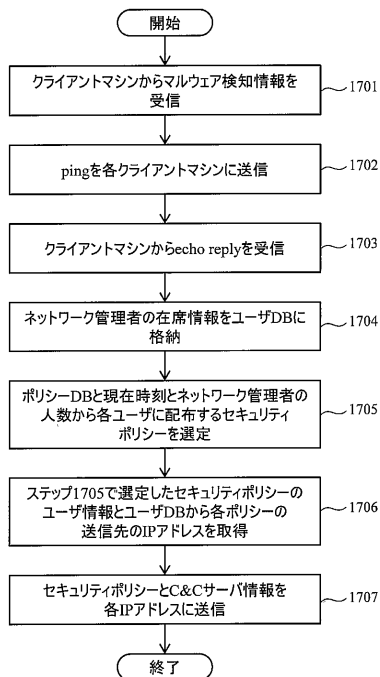 開始
クライアントマシンからマルウェア検知情報を
受信
1701
pingを各クライアントマシンに送信
1702
クライアントマシンからecho replyを受信
1703
ネットワーク管理者の在席情報をユーザDBに
格納
1704
ポリシーDBと現在時刻とネットワーク管理者の
人数から各ユーザに配布するセキュリティ
ポリシーを選定
1705
ステップ1705で選定したセキュリティポリシーの
ユーザ情報とユーザDBから各ポリシーの
送信先のIPアドレスを取得
1706
セキュリティポリシーとC&Cサーバ情報を
各IPアドレスに送信
1707
終了